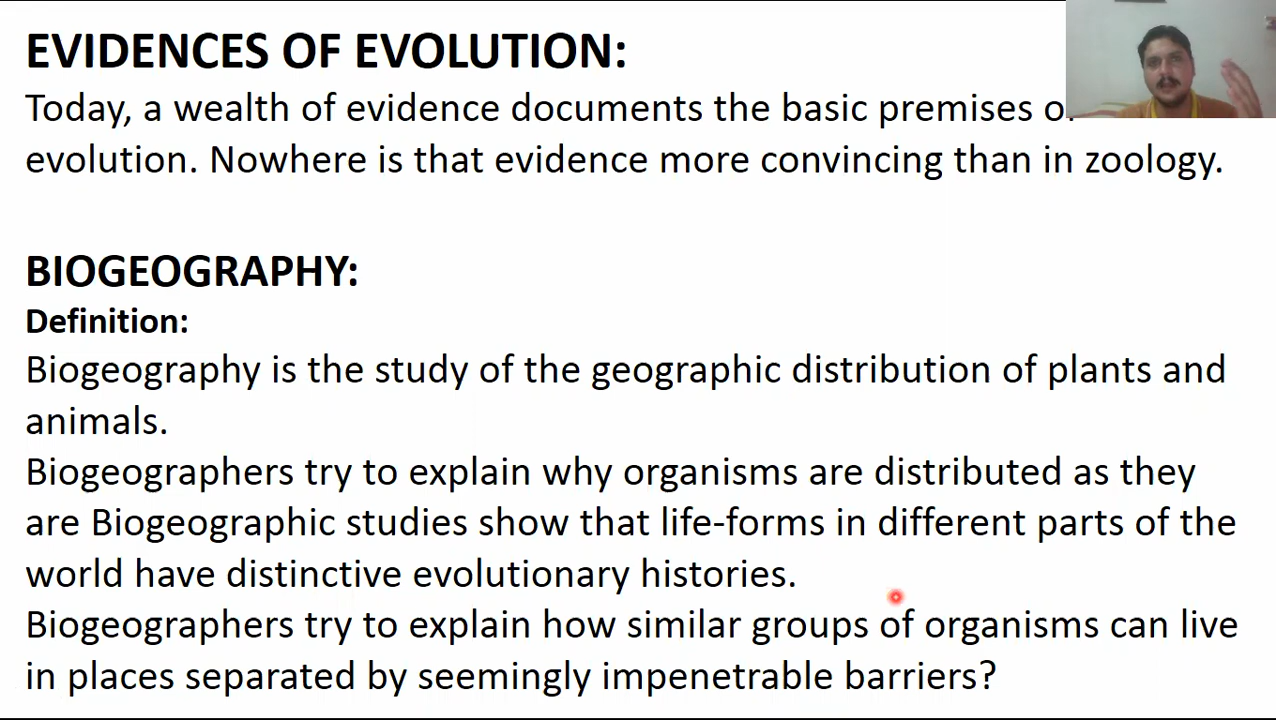 EVIDENCES OF EVOLUTION:
Today, a wealth of evidence documents the basic premises
evolution. Nowhere is that evidence more convincing than in zoology.
BIOGEOGRAPHY:
Definition:
Biogeography is the study of the geographic distribution of plants and
animals.
Biogeographers try to explain why organisms are distributed as they
are Biogeographic studies show that life-forms in different parts of the
world have distinctive evolutionary histories.
Biogeographers try to explain how similar groups of organisms can live
in places separated by seemingly impenetrable barriers?